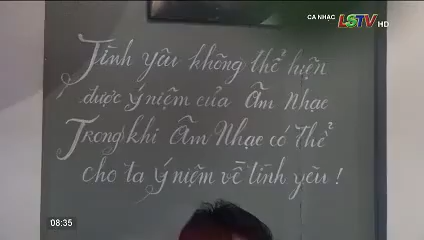 CA NHẠC LSTV HD
Tình yêu không thể hiện
được ý niệm của Âm Nhạc
Trong khi Âm Nhạc có thể
cho ta ý niệm về tình yêu !
08:35